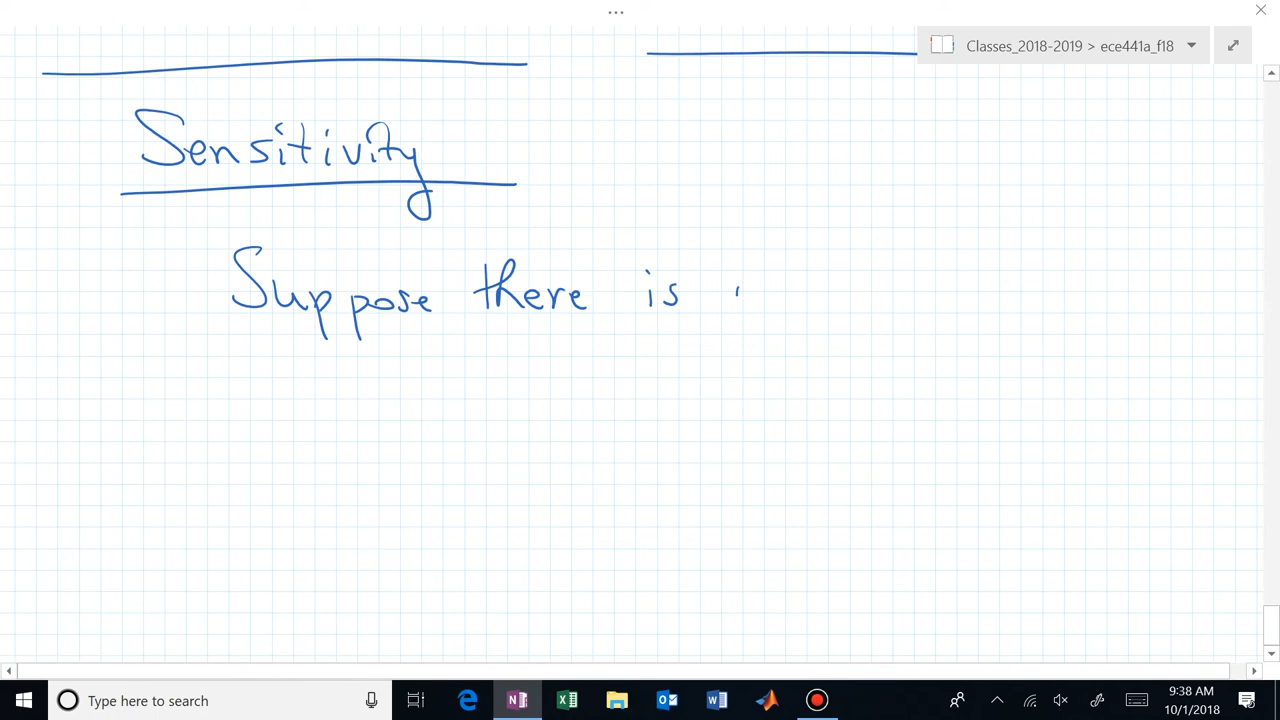 Classes_2018-2019 > ece441a_f18
Sensitivity
Suppose there is
Type here to search
9:38 AM
10/1/2018